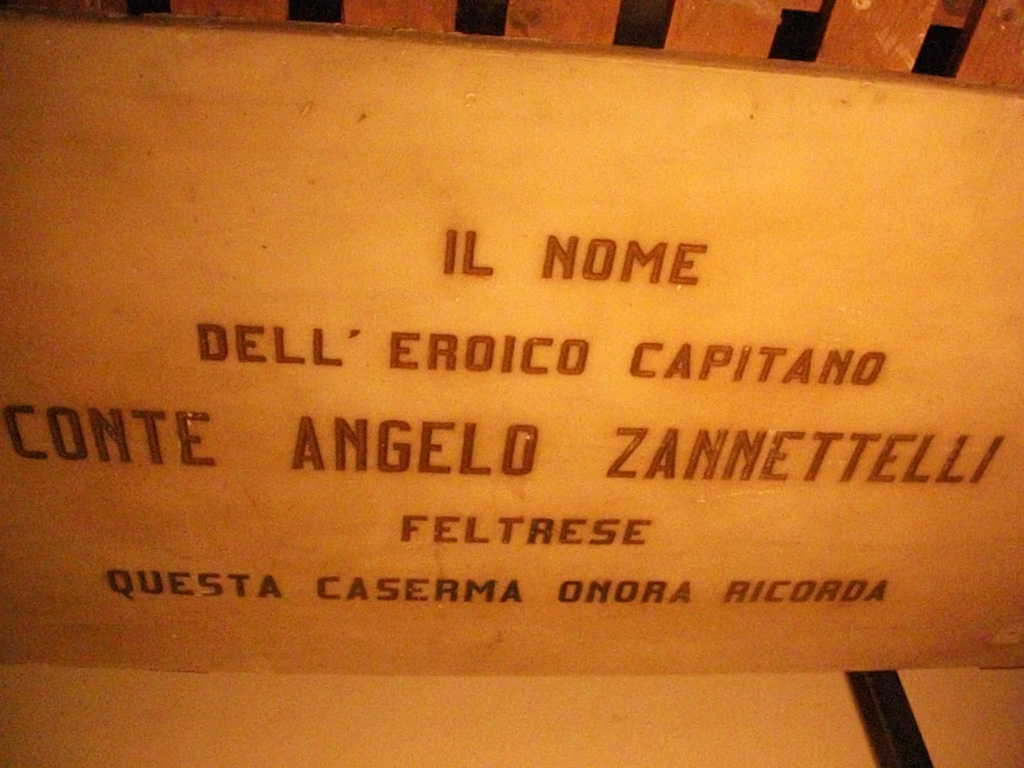 IL NOME
DELL' EROICO CAPITANO
CONTE ANGELO ZANNETTELLI
FELTRESE
QUESTA CASERMA ONORA RICORDA